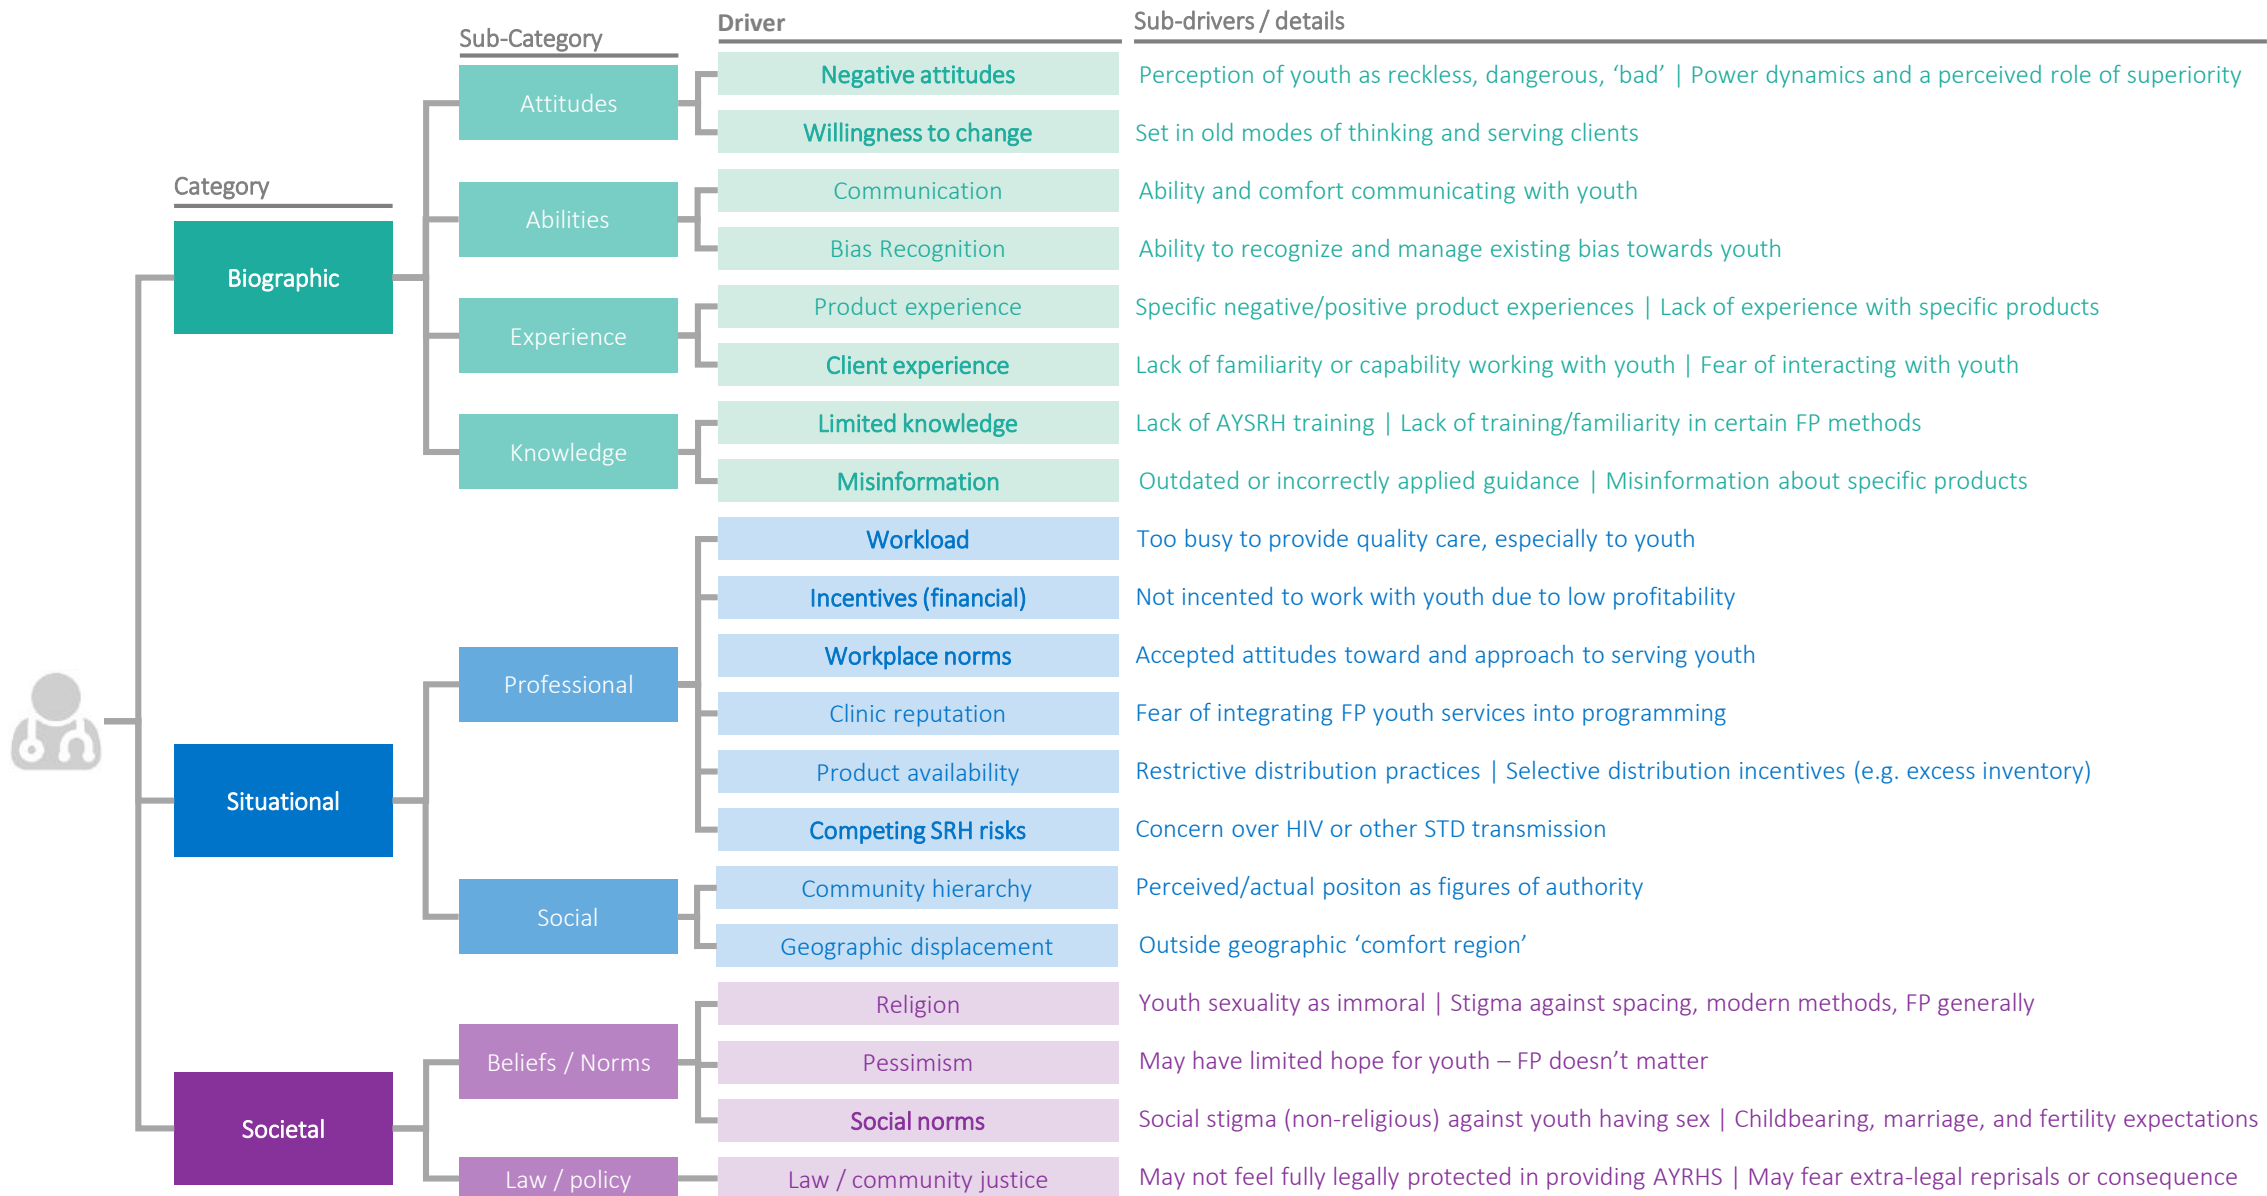 Category
Sub-Category
Driver
Sub-drivers / details
Biographic
Attitudes
Negative attitudes
Perception of youth as reckless, dangerous, ‘bad’ | Power dynamics and a perceived role of superiority
Willingness to change
Set in old modes of thinking and serving clients
Abilities
Communication
Ability and comfort communicating with youth
Bias Recognition
Ability to recognize and manage existing bias towards youth
Experience
Product experience
Specific negative/positive product experiences | Lack of experience with specific products
Client experience
Lack of familiarity or capability working with youth | Fear of interacting with youth
Knowledge
Limited knowledge
Lack of AYSRH training | Lack of training/familiarity in certain FP methods
Misinformation
Outdated or incorrectly applied guidance | Misinformation about specific products
Situational
Professional
Workload
Too busy to provide quality care, especially to youth
Incentives (financial)
Not incented to work with youth due to low profitability
Workplace norms
Accepted attitudes toward and approach to serving youth
Clinic reputation
Fear of integrating FP youth services into programming
Product availability
Restrictive distribution practices | Selective distribution incentives (e.g. excess inventory)
Competing SRH risks
Concern over HIV or other STD transmission
Social
Community hierarchy
Perceived/actual positon as figures of authority
Geographic displacement
Outside geographic ‘comfort region’
Societal
Beliefs / Norms
Religion
Youth sexuality as immoral | Stigma against spacing, modern methods, FP generally
Pessimism
May have limited hope for youth – FP doesn’t matter
Social norms
Social stigma (non-religious) against youth having sex | Childbearing, marriage, and fertility expectations
Law / policy
Law / community justice
May not feel fully legally protected in providing AYRHS | May fear extra-legal reprisals or consequence